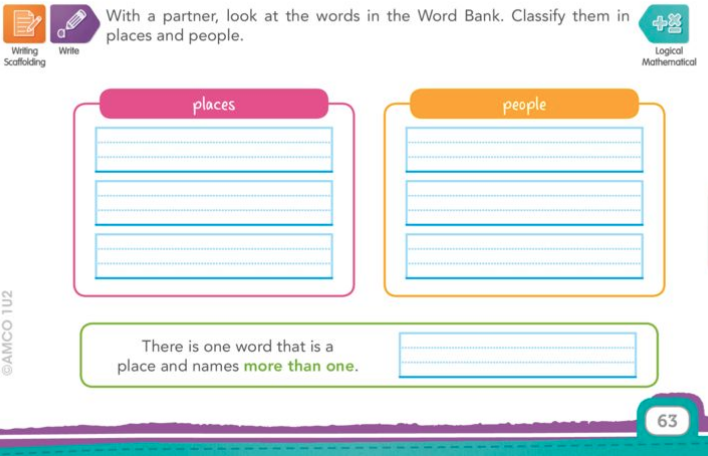 With a partner, look at the words in the Word Bank. Classify them in
places and people.
Writing
Scaffolding
Write
Logical
Mathematical
places
people
There is one word that is a
place and names more than one.
©AMCO 1U2
63